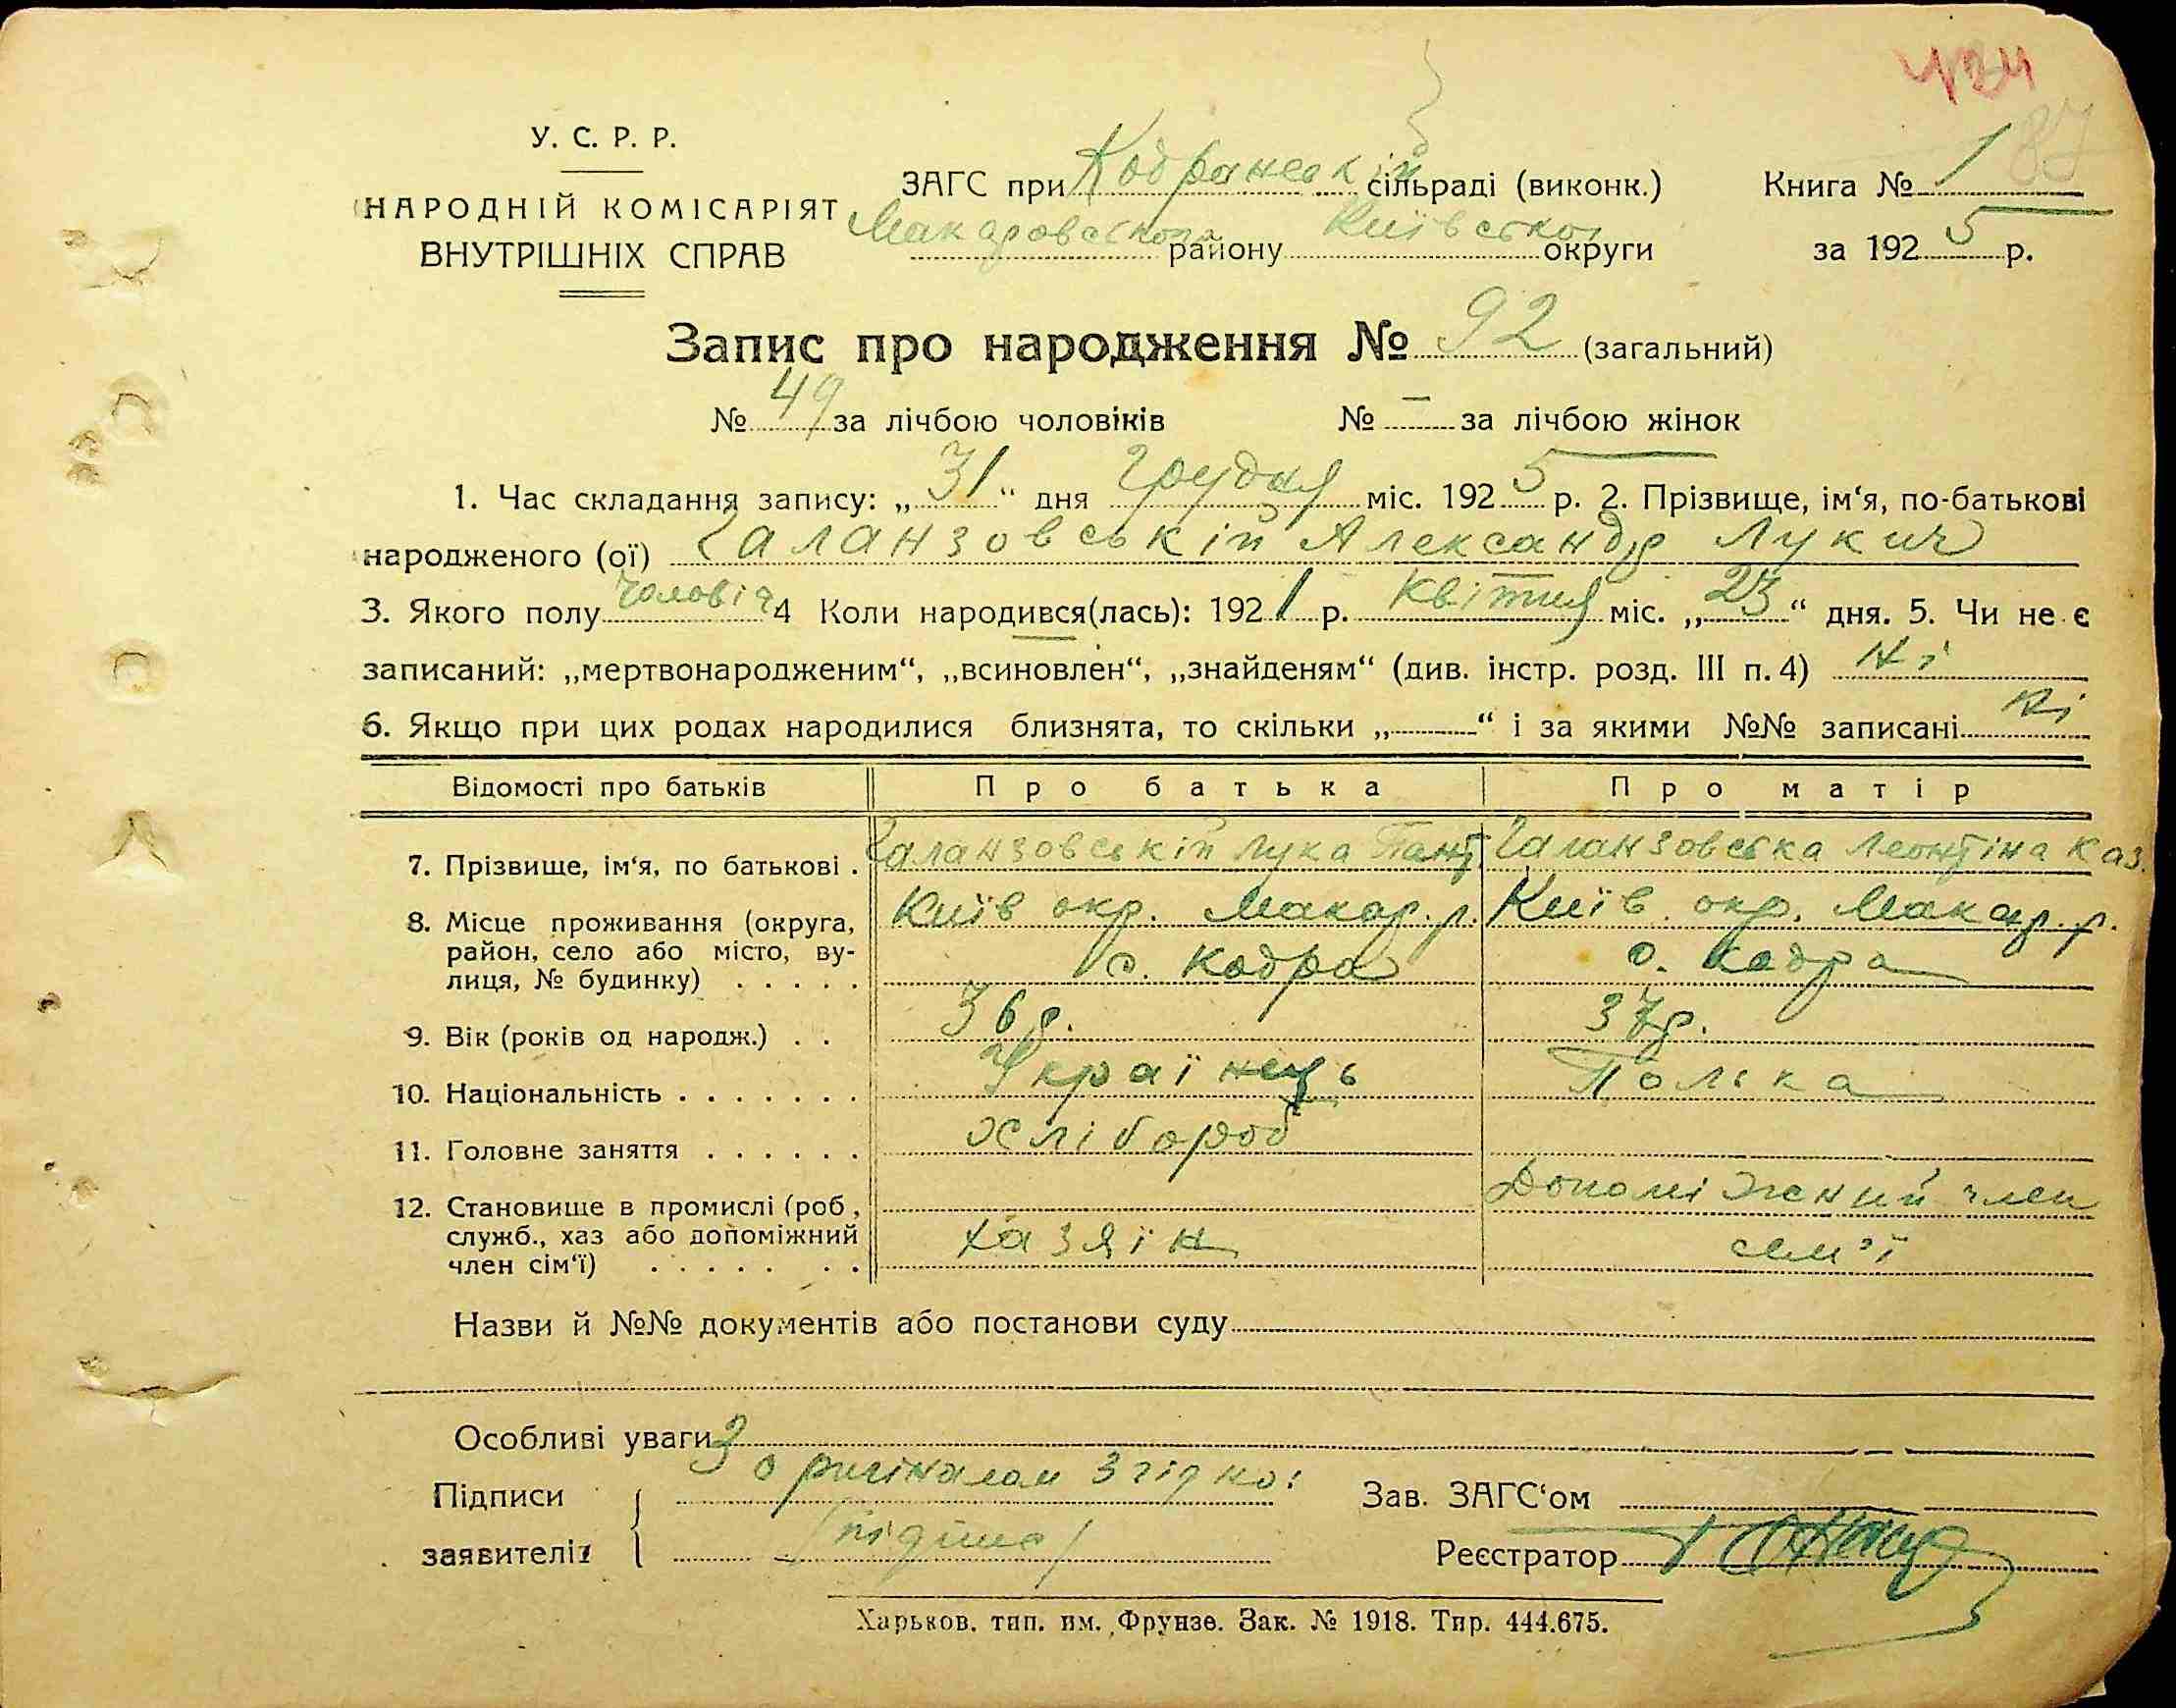 434
87
У. С. Р. Р.
НАРОДНІЙ КОМІСАРІЯТ
ВНУТРІШНІХ СПРАВ
ЗАГС при Кодранській сільраді (виконк.)
Макаровського району Київської округи
Книга № 1
за 1925 р.
Запис про народження № 92 (загальний)
№ 49 за лічбою чоловіків № — за лічбою жінок
1. Час складання запису: „31“ дня Грудня міс. 1925 р. 2. Прізвище, ім‘я, по-батькові
народженого (ої) Галанзовській Александр Лукич
3. Якого полу чоловіч 4 Коли народився(лась): 1921 р. Квітня міс. „23“ дня. 5. Чи не є
записаний: „мертвонародженим“, „всиновлен“, „знайденям“ (див. інстр. розд. III п. 4) Ні
6. Якщо при цих родах народилися близнята, то скільки „———“ і за якими №№ записані Ні
Відомості про батьків Про батька Про матір
7. Прізвище, ім‘я, по батькові . Галанзовській Лука Пант Галанзовська Леонтіна Каз.
8. Місце проживання (округа, район, село або місто, вулиця, № будинку) . . . . . Київ окр. Макар. р. с. Кодра Київ. окр. Макар. р. с. Кодра
9. Вік (років од народж.) . . 36 р. 37 р.
10. Національність . . . . . . . Українець Полька
11. Головне заняття . . . . . . Хлібороб
12. Становище в промислі (роб, служб., хаз або допоміжний член сім‘ї) . . . . . . . хазяїн Допоміжний член сем'ї
Назви й №№ документів або постанови суду
Особливі уваги
З оригіналом згідно:
Підписи
заявителів
/підпис/
Зав. ЗАГС‘ом
Реєстратор
Харьков. тип. им. Фрунзе. Зак. № 1918. Тир. 444.675.